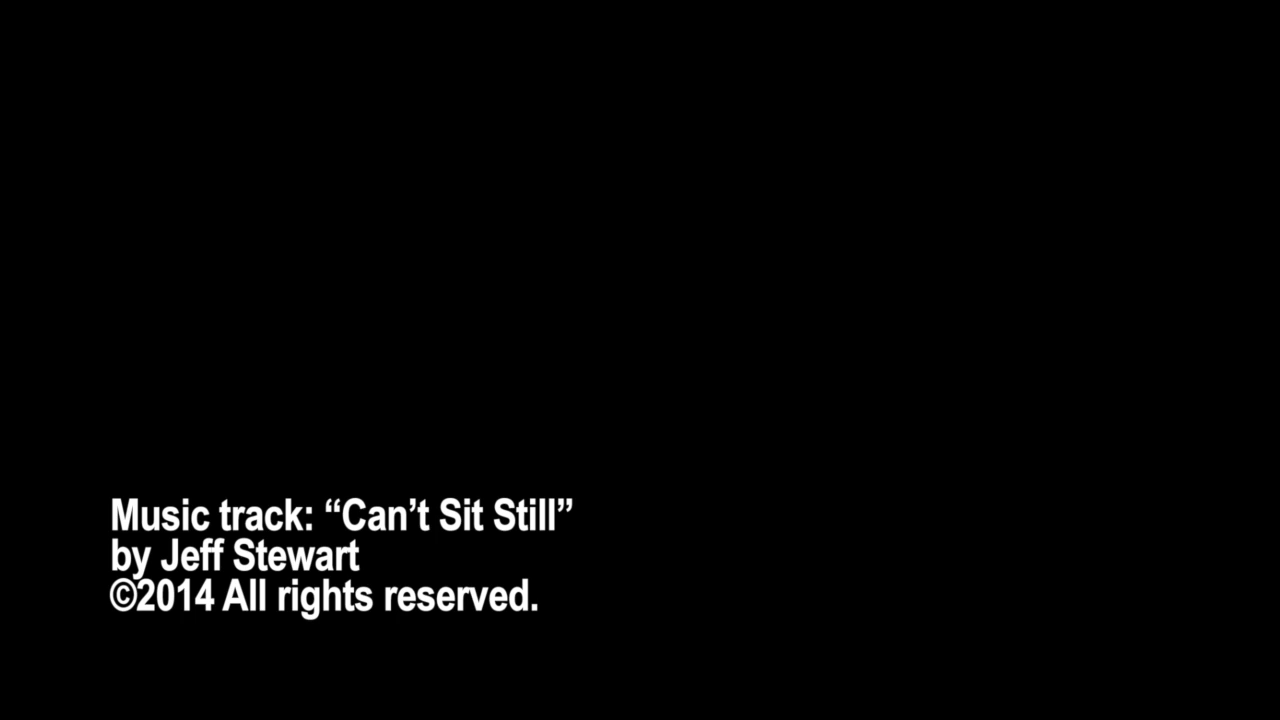 Music track: “Can’t Sit Still”
by Jeff Stewart
©2014 All rights reserved.